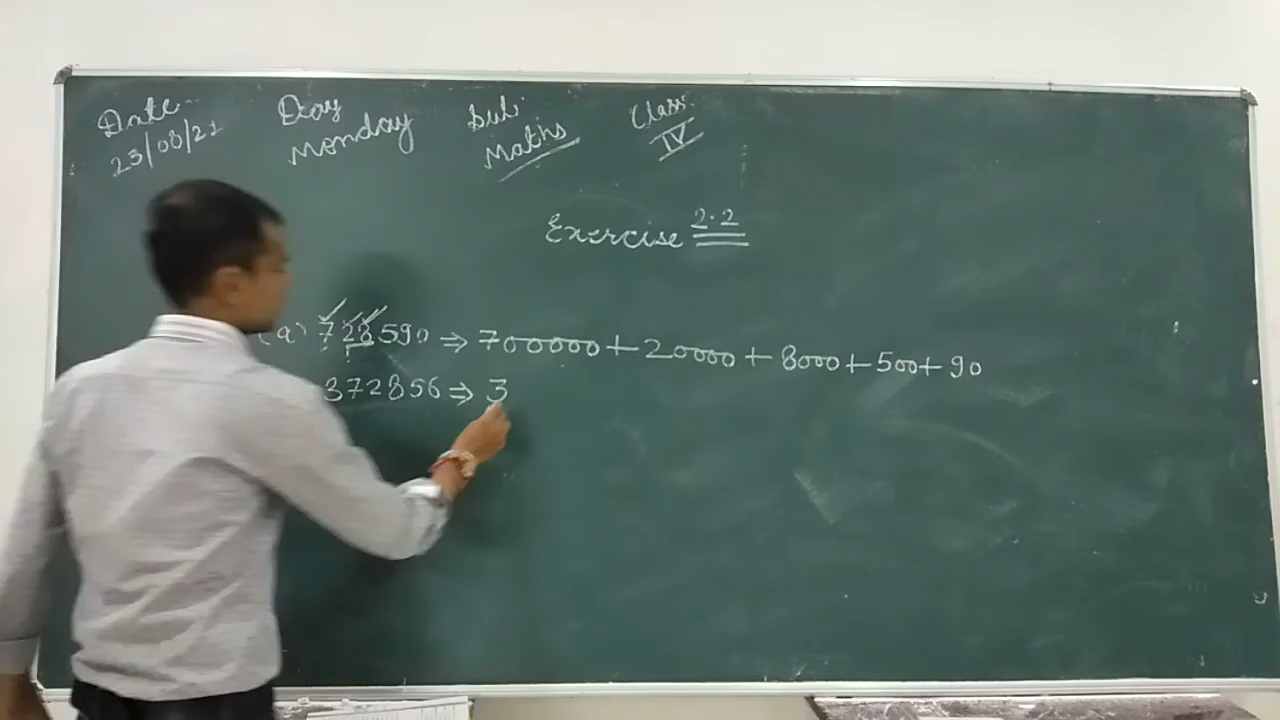 Date Day Sub. Class.
23/08/21 Monday Maths IV
Exercise 2.2
(a) 728590 ⇒ 700000 + 20000 + 8000 + 500 + 90
372856 ⇒ 3